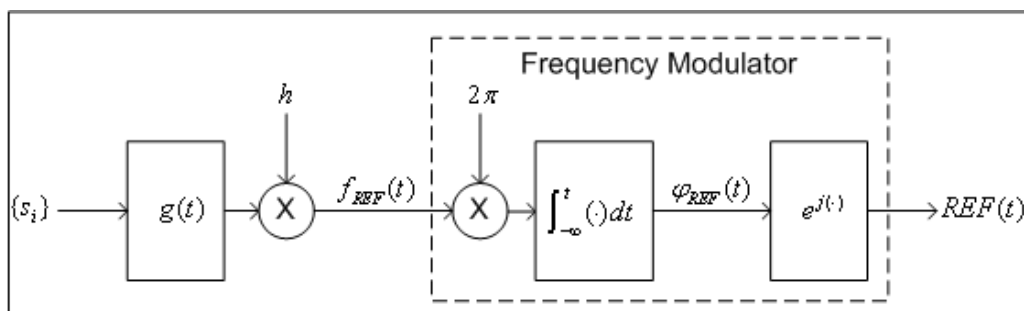 Frequency Modulator
h
2π
{s_i}
g(t)
X
f_REF(t)
X
∫_{-∞}^{t}(·)dt
φ_REF(t)
e^{j(·)}
REF(t)